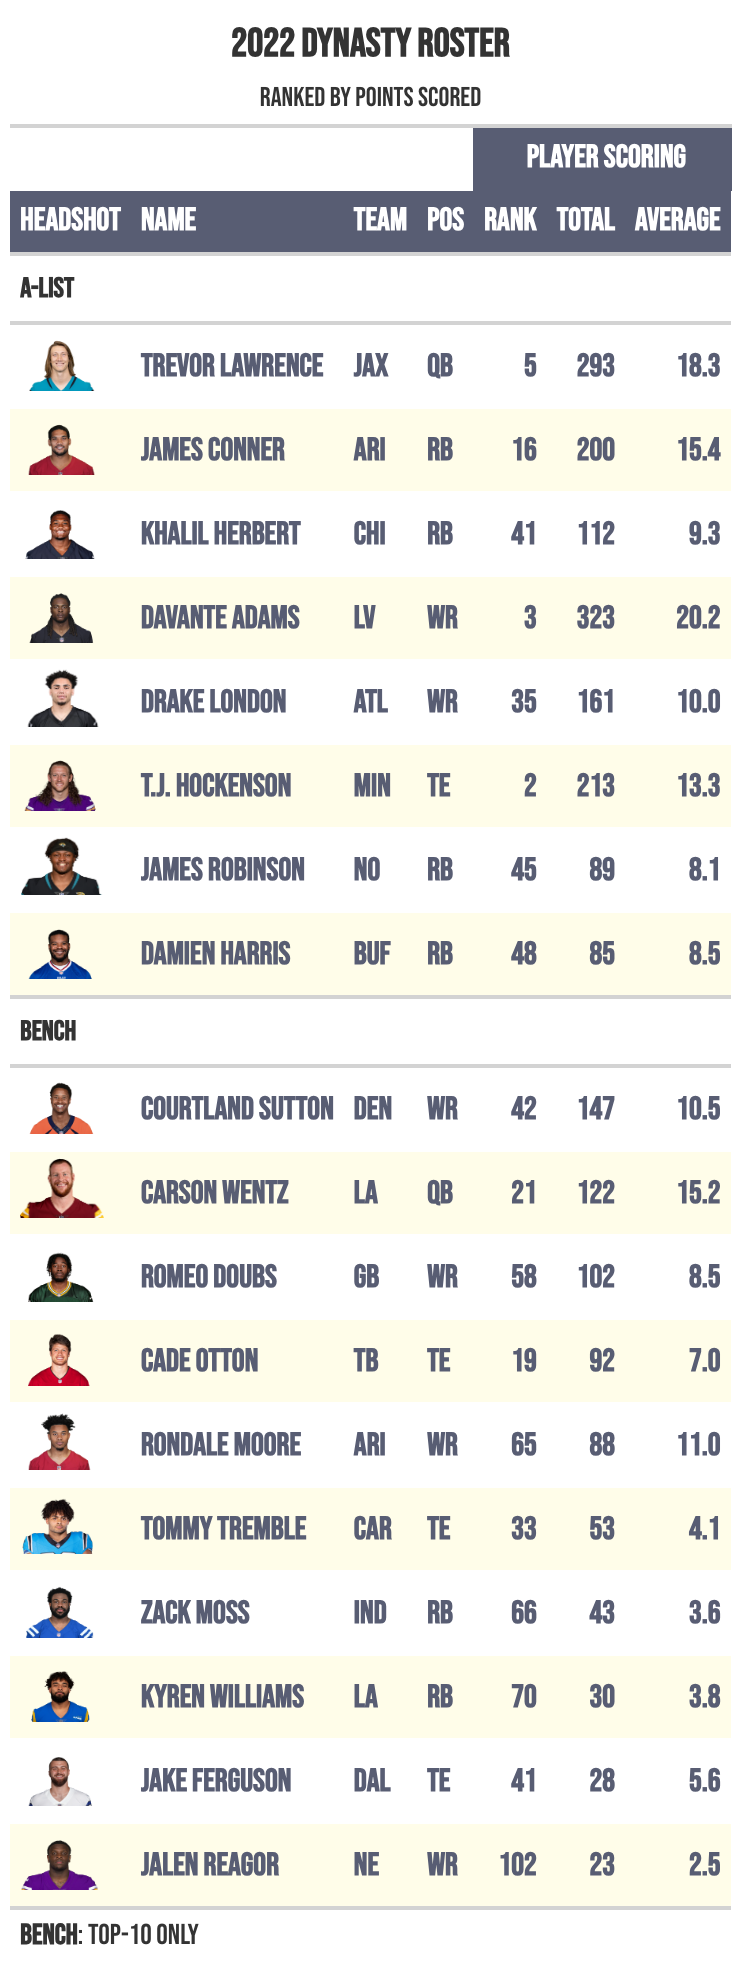 2022 DYNASTY ROSTER
RANKED BY POINTS SCORED
PLAYER SCORING
HEADSHOT NAME TEAM POS RANK TOTAL AVERAGE
A-LIST
TREVOR LAWRENCE JAX QB 5 293 18.3
JAMES CONNER ARI RB 16 200 15.4
KHALIL HERBERT CHI RB 41 112 9.3
DAVANTE ADAMS LV WR 3 323 20.2
DRAKE LONDON ATL WR 35 161 10.0
T.J. HOCKENSON MIN TE 2 213 13.3
JAMES ROBINSON NO RB 45 89 8.1
DAMIEN HARRIS BUF RB 48 85 8.5
BENCH
COURTLAND SUTTON DEN WR 42 147 10.5
CARSON WENTZ LA QB 21 122 15.2
ROMEO DOUBS GB WR 58 102 8.5
CADE OTTON TB TE 19 92 7.0
RONDALE MOORE ARI WR 65 88 11.0
TOMMY TREMBLE CAR TE 33 53 4.1
ZACK MOSS IND RB 66 43 3.6
KYREN WILLIAMS LA RB 70 30 3.8
JAKE FERGUSON DAL TE 41 28 5.6
JALEN REAGOR NE WR 102 23 2.5
BENCH: TOP-10 ONLY